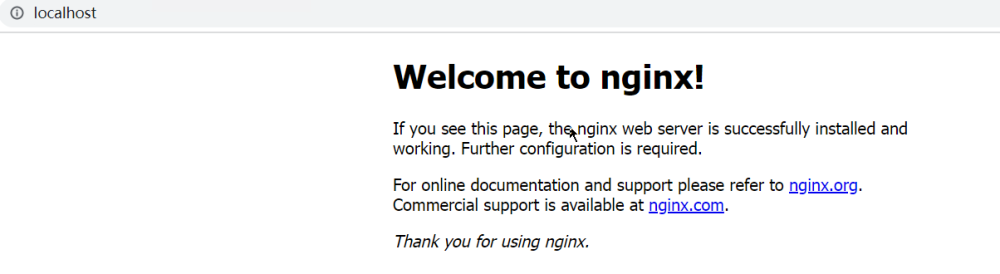 localhost
Welcome to nginx!
If you see this page, the nginx web server is successfully installed and
working. Further configuration is required.
For online documentation and support please refer to nginx.org.
Commercial support is available at nginx.com.
Thank you for using nginx.